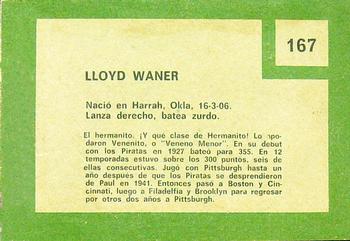 167
LLOYD WANER
Nació en Harrah, Okla, 16-3-06.
Lanza derecho, batea zurdo.
El hermanito. ¡Y qué clase de Hermanito! Lo apo-
daron Venenito, o "Veneno Menor". En su debut
con los Piratas en 1927 bateó para 355. En 12
temporadas estuvo sobre los 300 puntos, seis de
ellas consecutivas. Jugó con Pittsburgh hasta un
año después de que los Piratas se desprendieron
de Paul en 1941. Entonces pasó a Boston y Cin-
cinnati, luego a Filadelfia y Brooklyn para regresar
por otros dos años a Pittsburgh.